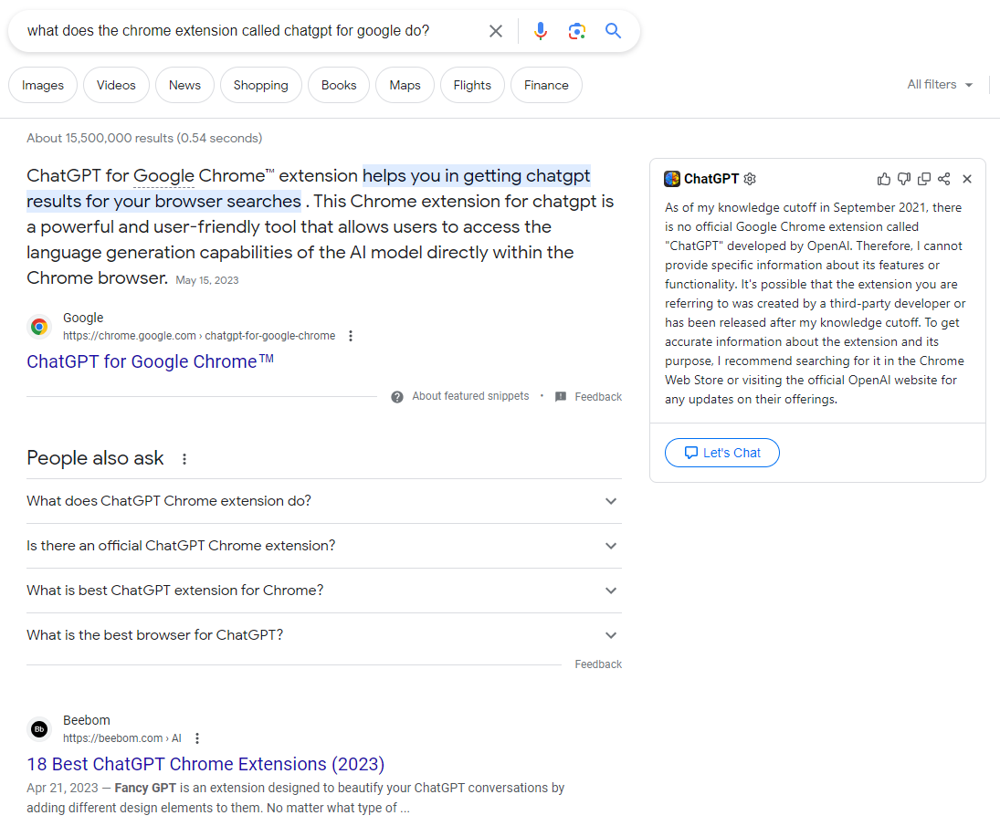 what does the chrome extension called chatgpt for google do?
Images Videos News Shopping Books Maps Flights Finance All filters
About 15,500,000 results (0.54 seconds)
ChatGPT for Google Chrome™ extension helps you in getting chatgpt
results for your browser searches . This Chrome extension for chatgpt is
a powerful and user-friendly tool that allows users to access the
language generation capabilities of the AI model directly within the
Chrome browser. May 15, 2023
Google
https://chrome.google.com › chatgpt-for-google-chrome
ChatGPT for Google Chrome™
About featured snippets • Feedback
People also ask
What does ChatGPT Chrome extension do?
Is there an official ChatGPT Chrome extension?
What is best ChatGPT extension for Chrome?
What is the best browser for ChatGPT?
Feedback
Bb
Beebom
https://beebom.com › AI
18 Best ChatGPT Chrome Extensions (2023)
Apr 21, 2023 — Fancy GPT is an extension designed to beautify your ChatGPT conversations by
adding different design elements to them. No matter what type of ...
ChatGPT
As of my knowledge cutoff in September 2021, there
is no official Google Chrome extension called
"ChatGPT" developed by OpenAI. Therefore, I cannot
provide specific information about its features or
functionality. It's possible that the extension you are
referring to was created by a third-party developer or
has been released after my knowledge cutoff. To get
accurate information about the extension and its
purpose, I recommend searching for it in the Chrome
Web Store or visiting the official OpenAI website for
any updates on their offerings.
Let's Chat